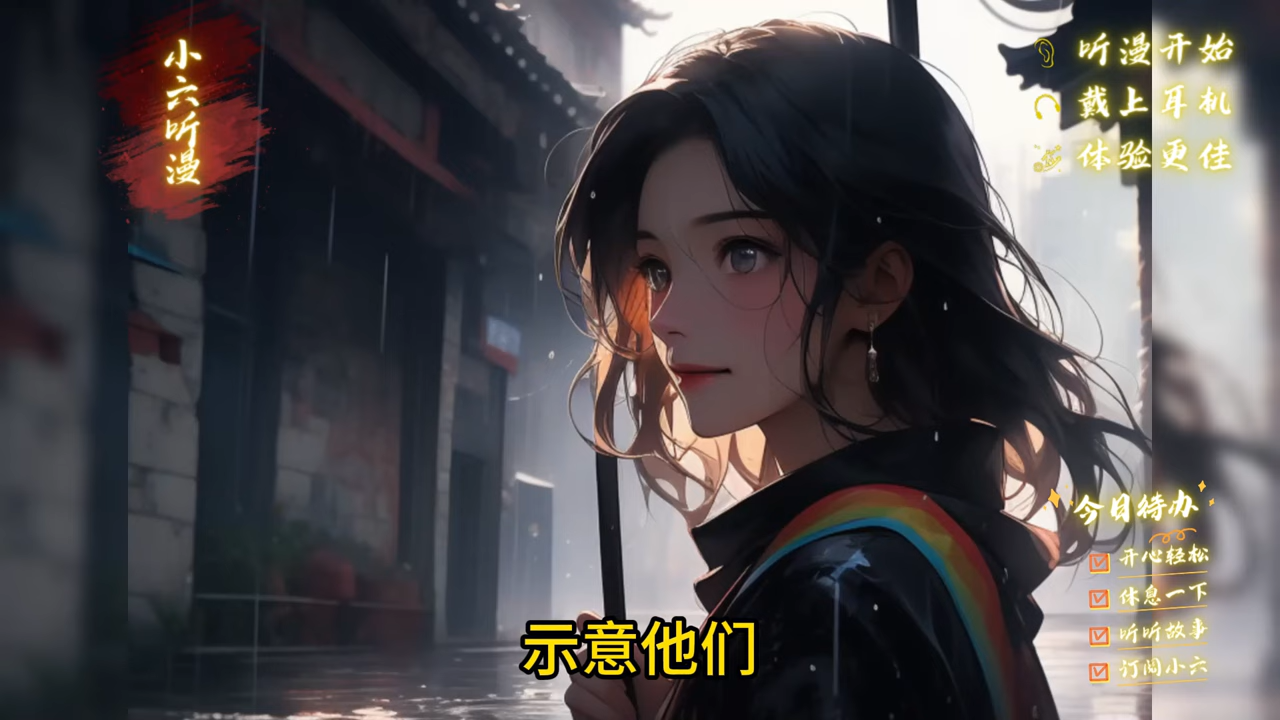 小六听漫
听漫开始
戴上耳机
体验更佳
今日待办
开心轻松
休息一下
听听故事
订阅小六
示意他们